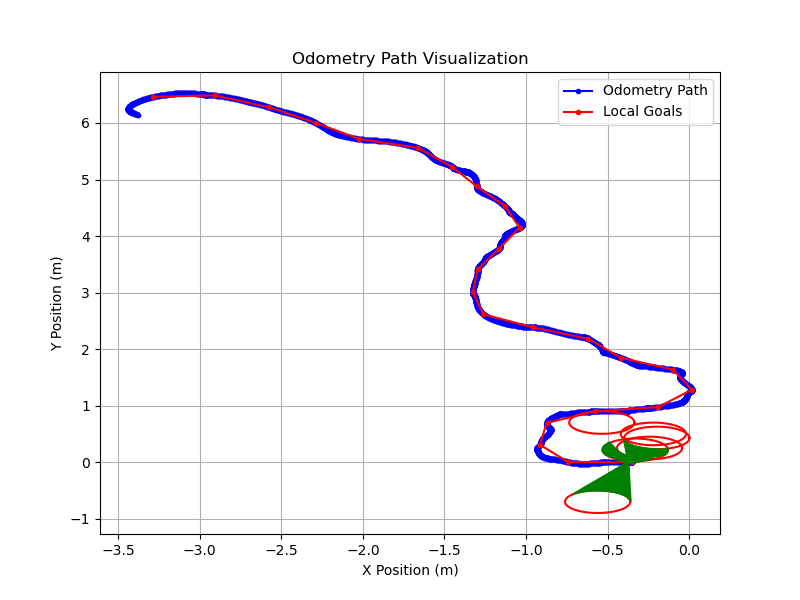 Odometry Path Visualization
Odometry Path
Local Goals
Y Position (m)
6
5
4
3
2
1
0
−1
−3.5 −3.0 −2.5 −2.0 −1.5 −1.0 −0.5 0.0
X Position (m)